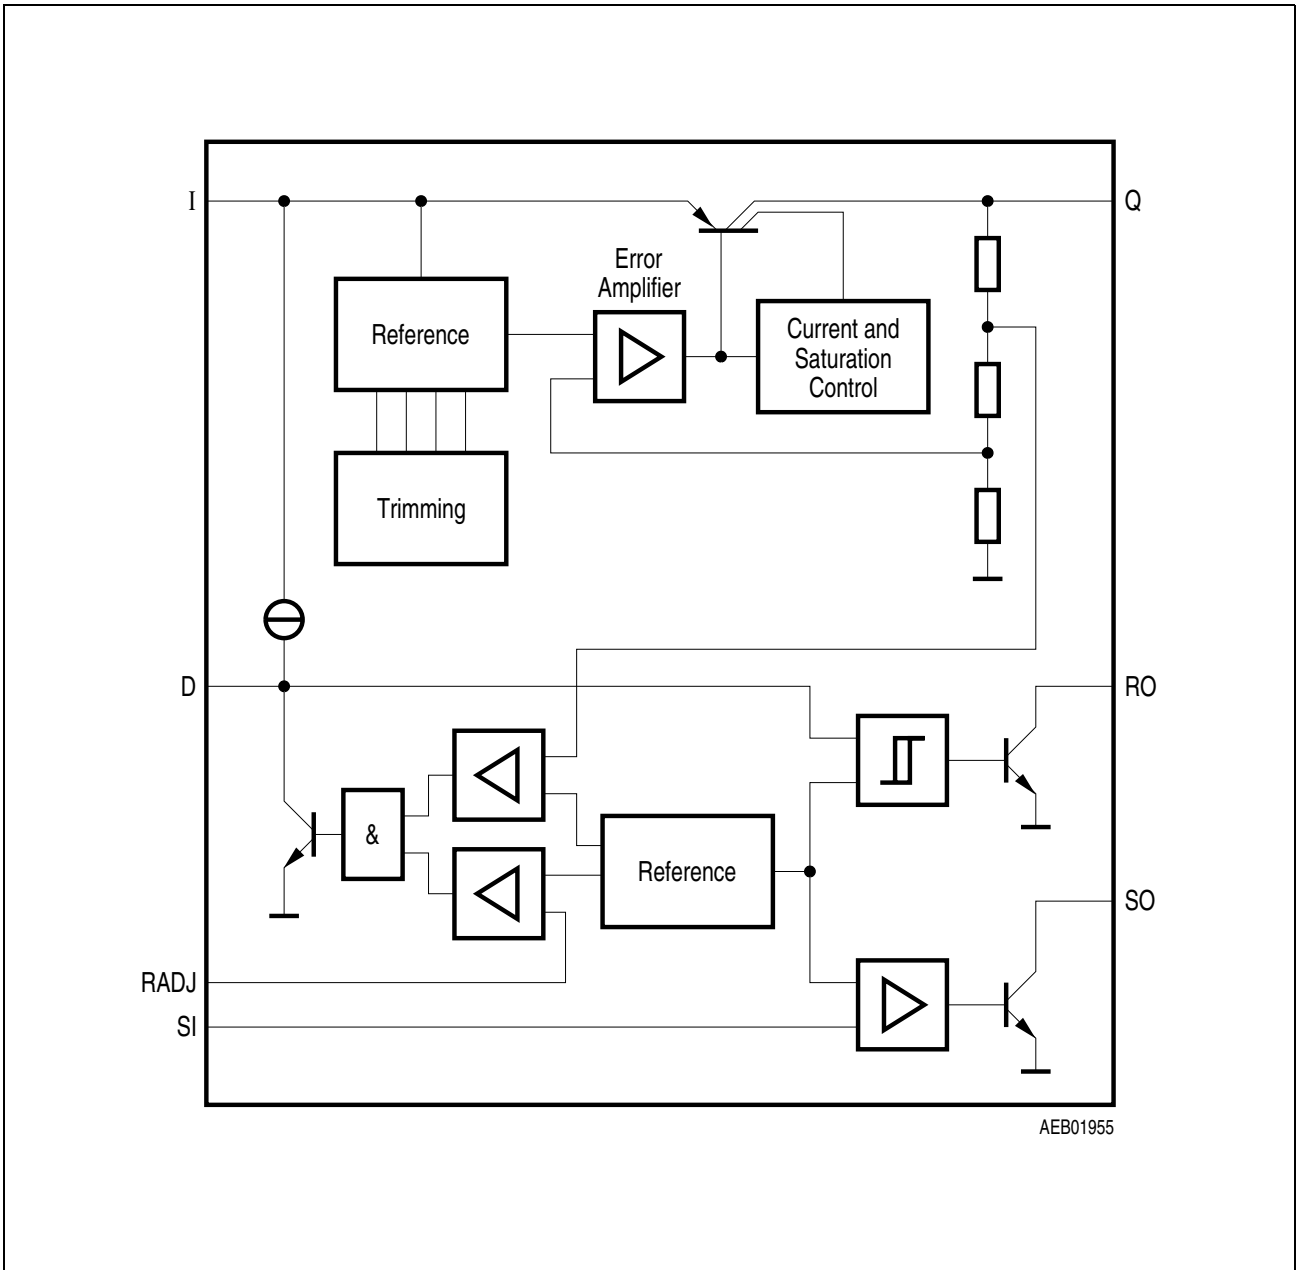 I
Q
Error
Amplifier
Reference
Current and
Saturation
Control
Trimming
D
RO
&
Reference
SO
RADJ
SI
AEB01955